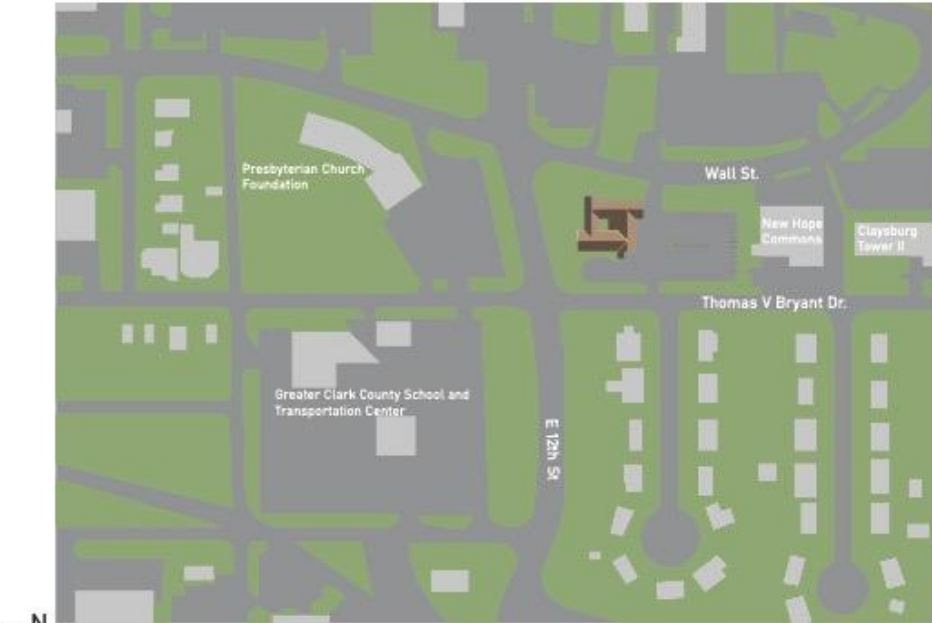 Presbyterian Church
Foundation
Wall St.
New Hope
Commons
Claysburg
Tower II
Thomas V Bryant Dr.
Greater Clark County School and
Transportation Center
E 12th St
N